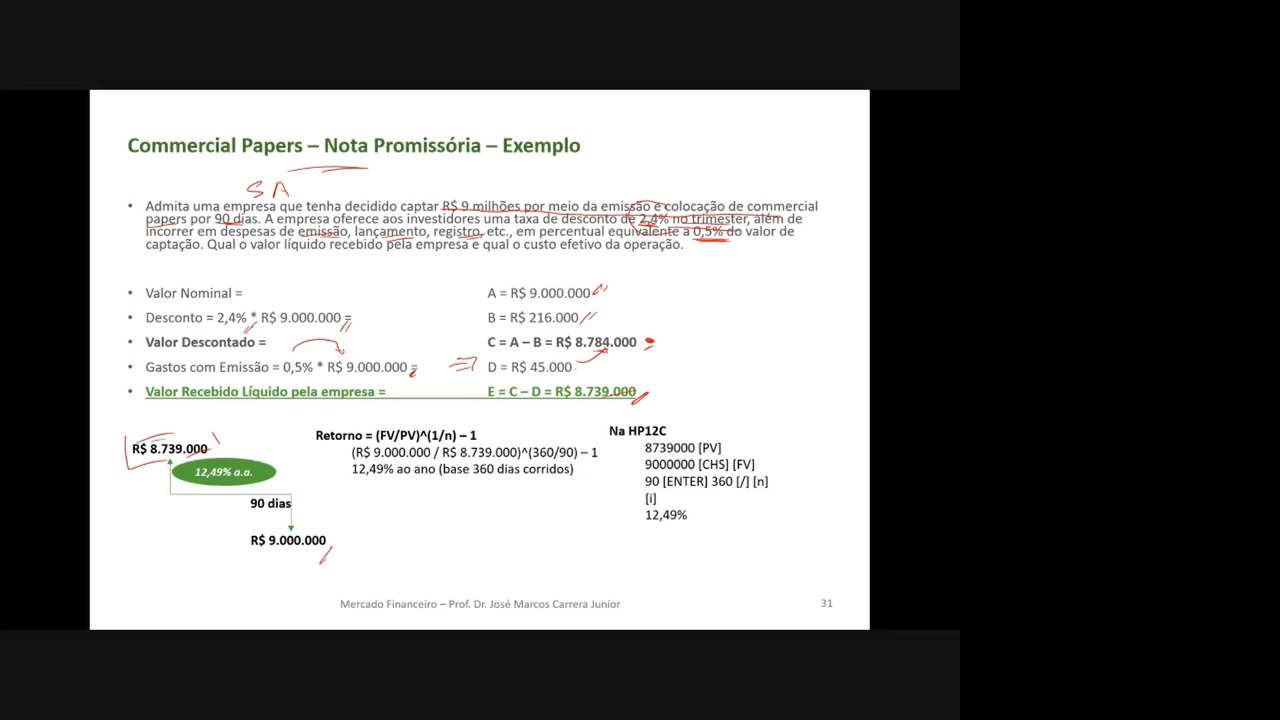 Commercial Papers – Nota Promissória – Exemplo
SA
• Admita uma empresa que tenha decidido captar R$ 9 milhões por meio da emissão e colocação de commercial
papers por 90 dias. A empresa oferece aos investidores uma taxa de desconto de 2,4% no trimester, além de
incorrer em despesas de emissão, lançamento, registro, etc., em percentual equivalente a 0,5% do valor de
captação. Qual o valor líquido recebido pela empresa e qual o custo efetivo da operação.
• Valor Nominal = A = R$ 9.000.000
• Desconto = 2,4% * R$ 9.000.000 = B = R$ 216.000
• Valor Descontado = C = A – B = R$ 8.784.000
• Gastos com Emissão = 0,5% * R$ 9.000.000 = D = R$ 45.000
• Valor Recebido Líquido pela empresa = E = C – D = R$ 8.739.000
R$ 8.739.000
12,49% a.a.
90 dias
R$ 9.000.000
Retorno = (FV/PV)^(1/n) – 1
(R$ 9.000.000 / R$ 8.739.000)^(360/90) – 1
12,49% ao ano (base 360 dias corridos)
Na HP12C
8739000 [PV]
9000000 [CHS] [FV]
90 [ENTER] 360 [/] [n]
[i]
12,49%
Mercado Financeiro – Prof. Dr. José Marcos Carrera Junior
31